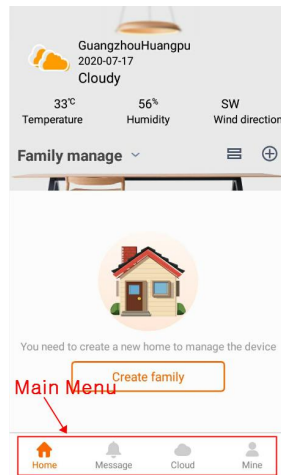 GuangzhouHuangpu
2020-07-17
Cloudy
33℃ 56% SW
Temperature Humidity Wind direction
Family manage
You need to create a new home to manage the device
Create family
Main Menu
Home Message Cloud Mine